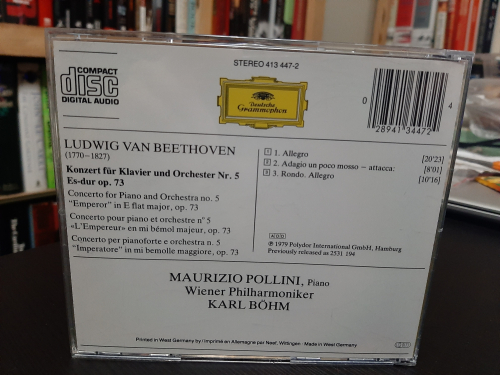 COMPACT
disc
DIGITAL AUDIO
STEREO 413 447-2
Deutsche
Grammophon
0
28941 34472
4
LUDWIG VAN BEETHOVEN
(1770–1827)
Konzert für Klavier und Orchester Nr. 5
Es-dur op. 73
Concerto for Piano and Orchestra no. 5
“Emperor” in E flat major, op. 73
Concerto pour piano et orchestre n° 5
«L'Empereur» en mi bémol majeur, op. 73
Concerto per pianoforte e orchestra n. 5
“Imperatore” in mi bemolle maggiore, op. 73
1 1. Allegro [20'23]
2 2. Adagio un poco mosso – attacca: [8'01]
3 3. Rondo. Allegro [10'16]
ADD
℗ 1979 Polydor International GmbH, Hamburg
Previously released as 2531 194
MAURIZIO POLLINI, Piano
Wiener Philharmoniker
KARL BÖHM
Printed in West Germany by / Imprimé en Allemagne par Neef, Wittingen · Made in West Germany